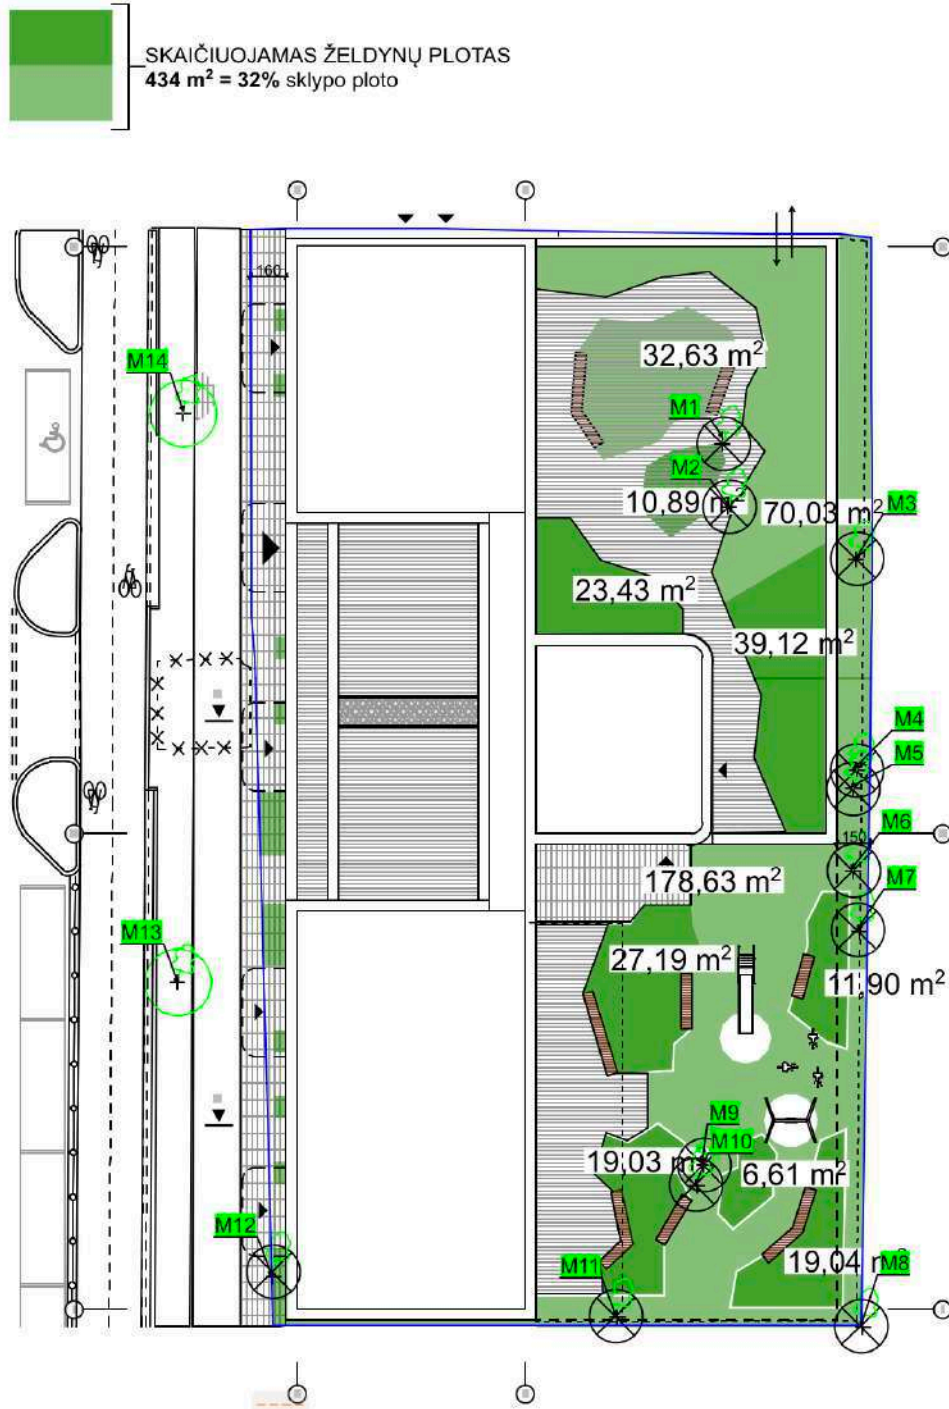 SKAIČIUOJAMAS ŽELDYNŲ PLOTAS
434 m² = 32% sklypo ploto
160
M14
32,63 m²
M1
M2
10,89 m²
70,03 m²
M3
23,43 m²
39,12 m²
M4
M5
150
M6
178,63 m²
M7
M13
27,19 m²
11,90 m²
M9
M10
19,03 m
6,61 m²
M12
M11
19,04
M8